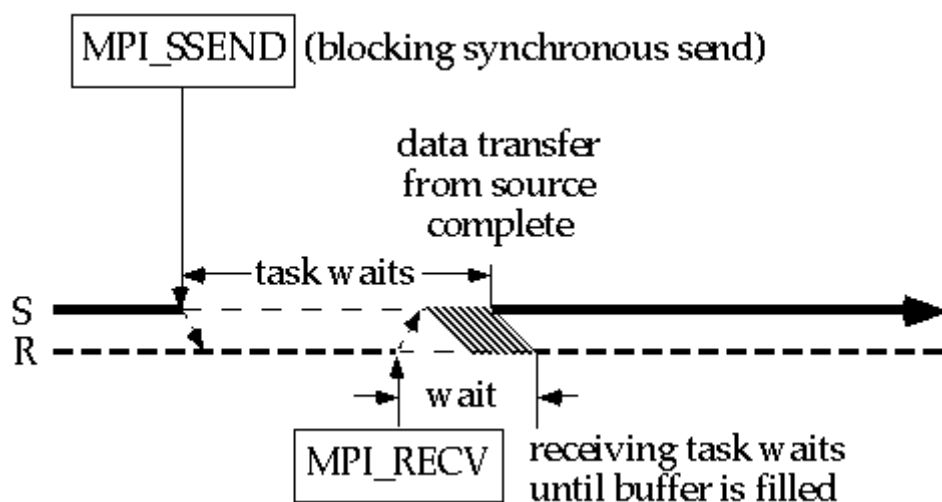 MPI_SSEND (blocking synchronous send)
data transfer
from source
complete
task waits
S
R
wait
MPI_RECV
receiving task waits
until buffer is filled